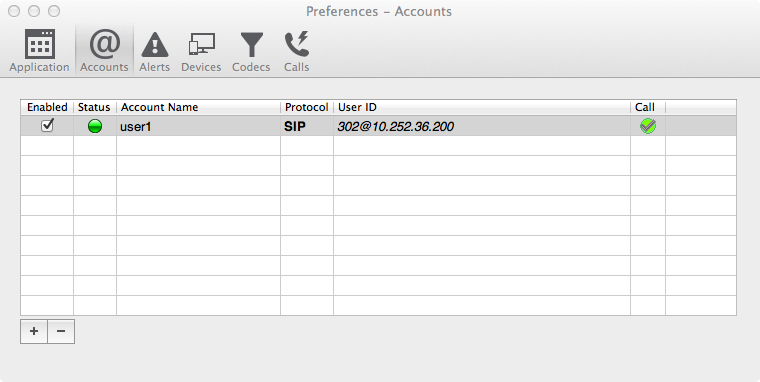 Preferences – Accounts
Application Accounts Alerts Devices Codecs Calls
Enabled Status Account Name Protocol User ID Call
user1 SIP 302@10.252.36.200
+ −